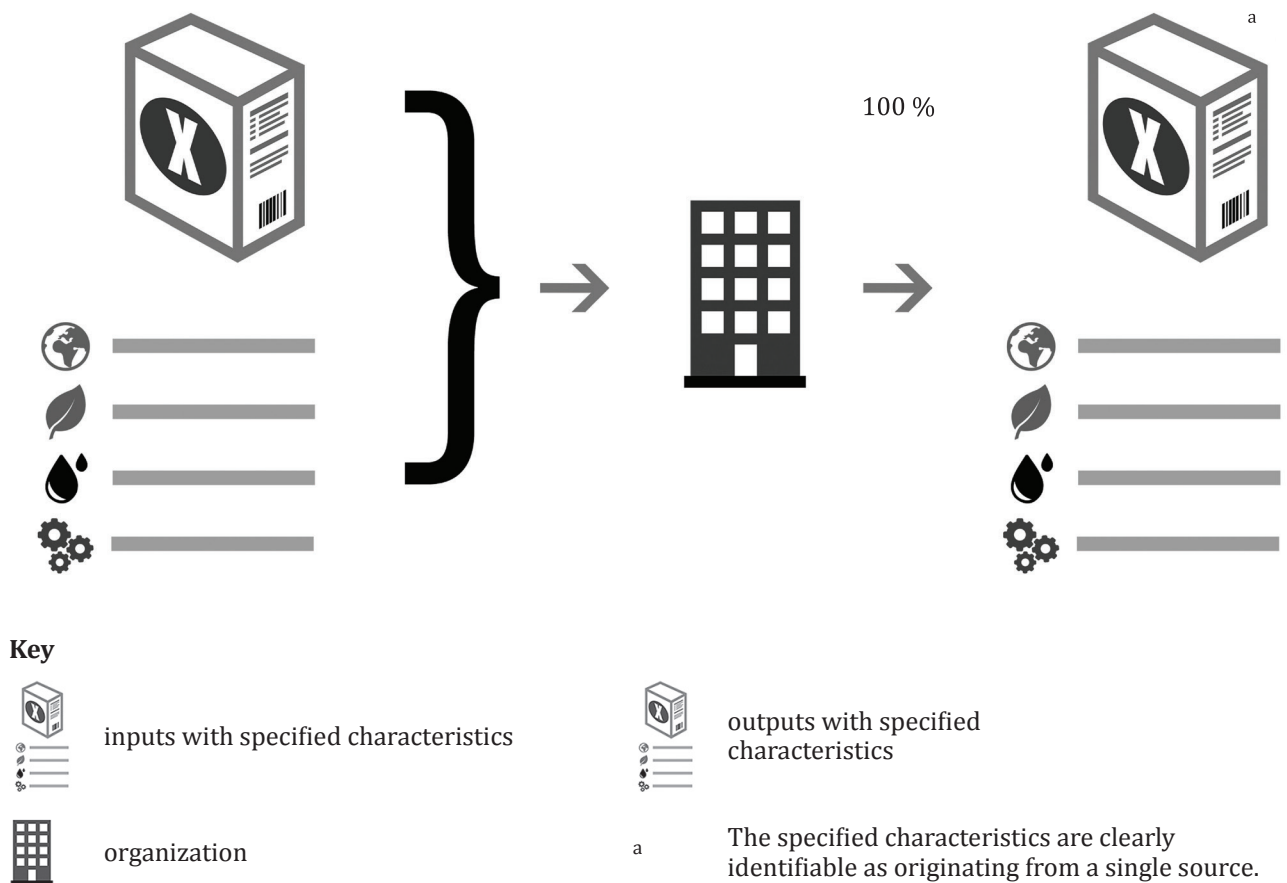 a
100 %
X
X
Key
X
inputs with specified characteristics
X
outputs with specified
characteristics
organization
a
The specified characteristics are clearly
identifiable as originating from a single source.